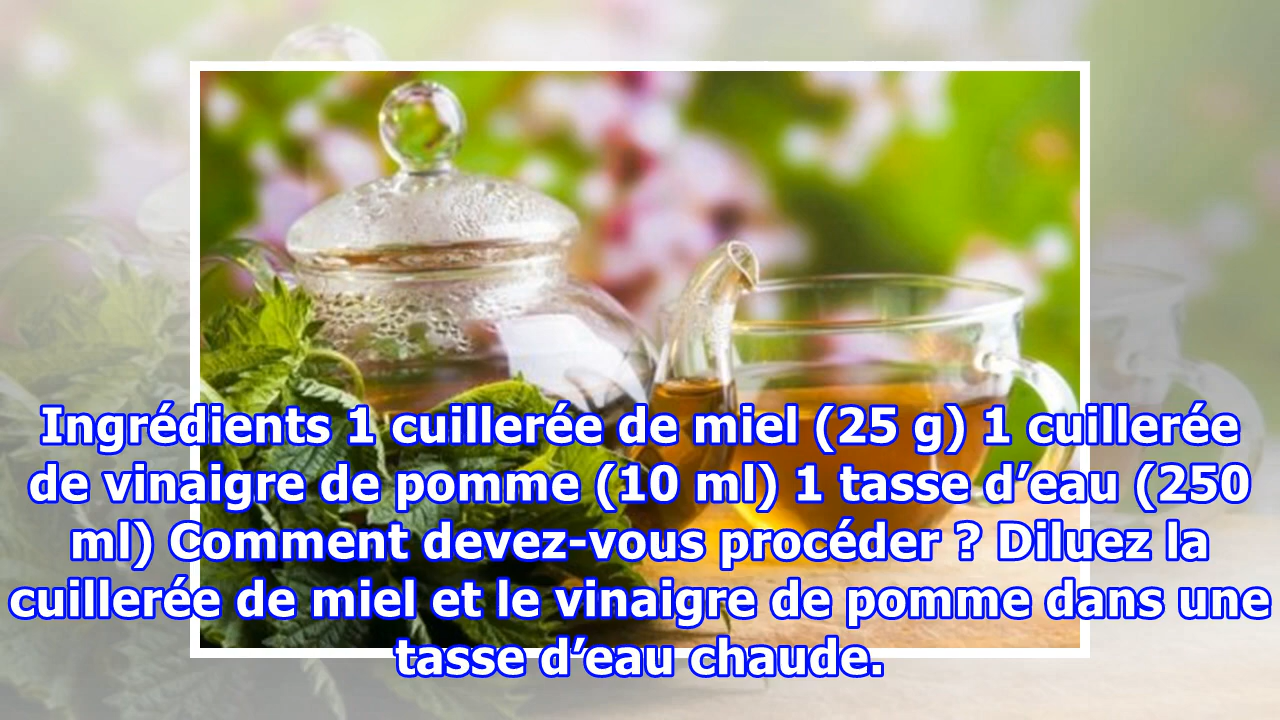 Ingrédients 1 cuillerée de miel (25 g) 1 cuillerée
de vinaigre de pomme (10 ml) 1 tasse d’eau (250
ml) Comment devez-vous procéder ? Diluez la
cuillerée de miel et le vinaigre de pomme dans une
tasse d’eau chaude.